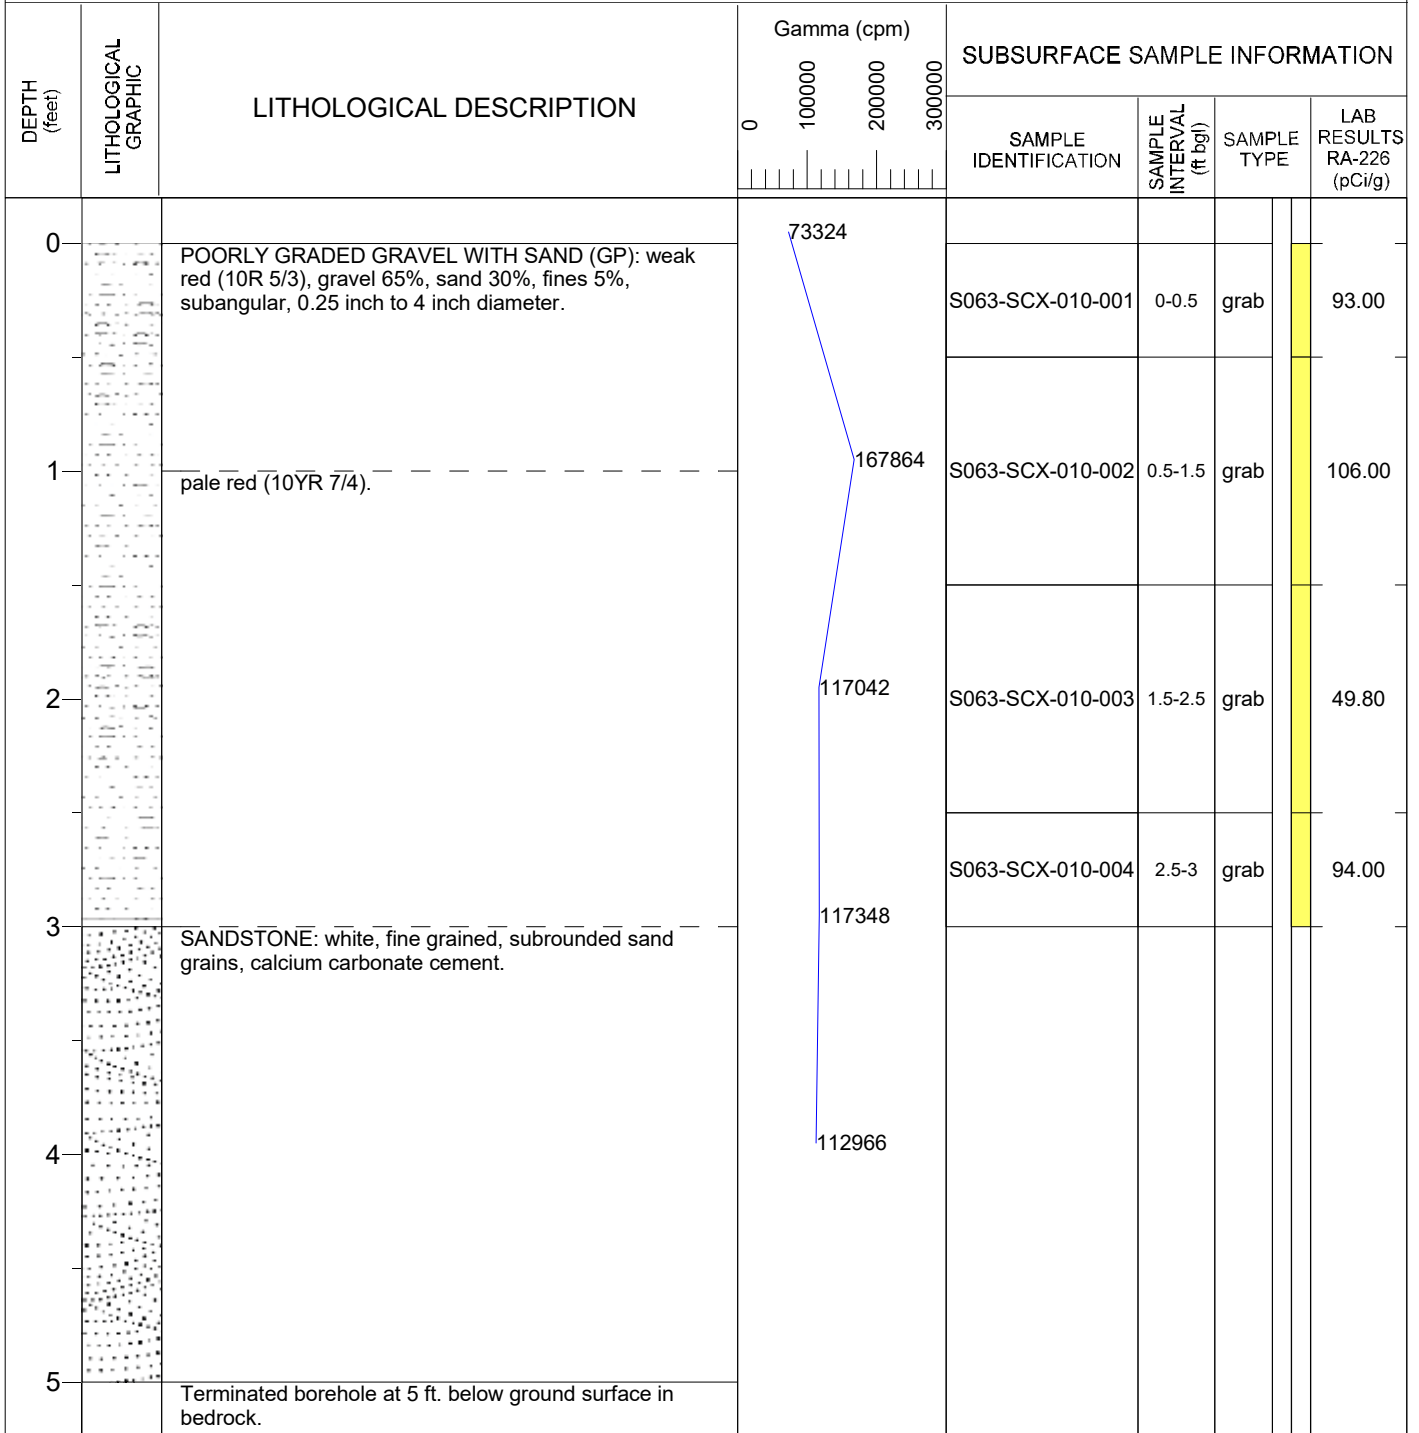 DEPTH
(feet)
LITHOLOGICAL
GRAPHIC
LITHOLOGICAL DESCRIPTION
Gamma (cpm)
0
100000
200000
300000
SUBSURFACE SAMPLE INFORMATION
SAMPLE
IDENTIFICATION
SAMPLE
INTERVAL
(ft bgl)
SAMPLE
TYPE
LAB
RESULTS
RA-226
(pCi/g)
0
POORLY GRADED GRAVEL WITH SAND (GP): weak
red (10R 5/3), gravel 65%, sand 30%, fines 5%,
subangular, 0.25 inch to 4 inch diameter.
73324
S063-SCX-010-001 0-0.5 grab 93.00
1
pale red (10YR 7/4).
167864
S063-SCX-010-002 0.5-1.5 grab 106.00
2
117042
S063-SCX-010-003 1.5-2.5 grab 49.80
S063-SCX-010-004 2.5-3 grab 94.00
3
117348
SANDSTONE: white, fine grained, subrounded sand
grains, calcium carbonate cement.
4
112966
5
Terminated borehole at 5 ft. below ground surface in
bedrock.